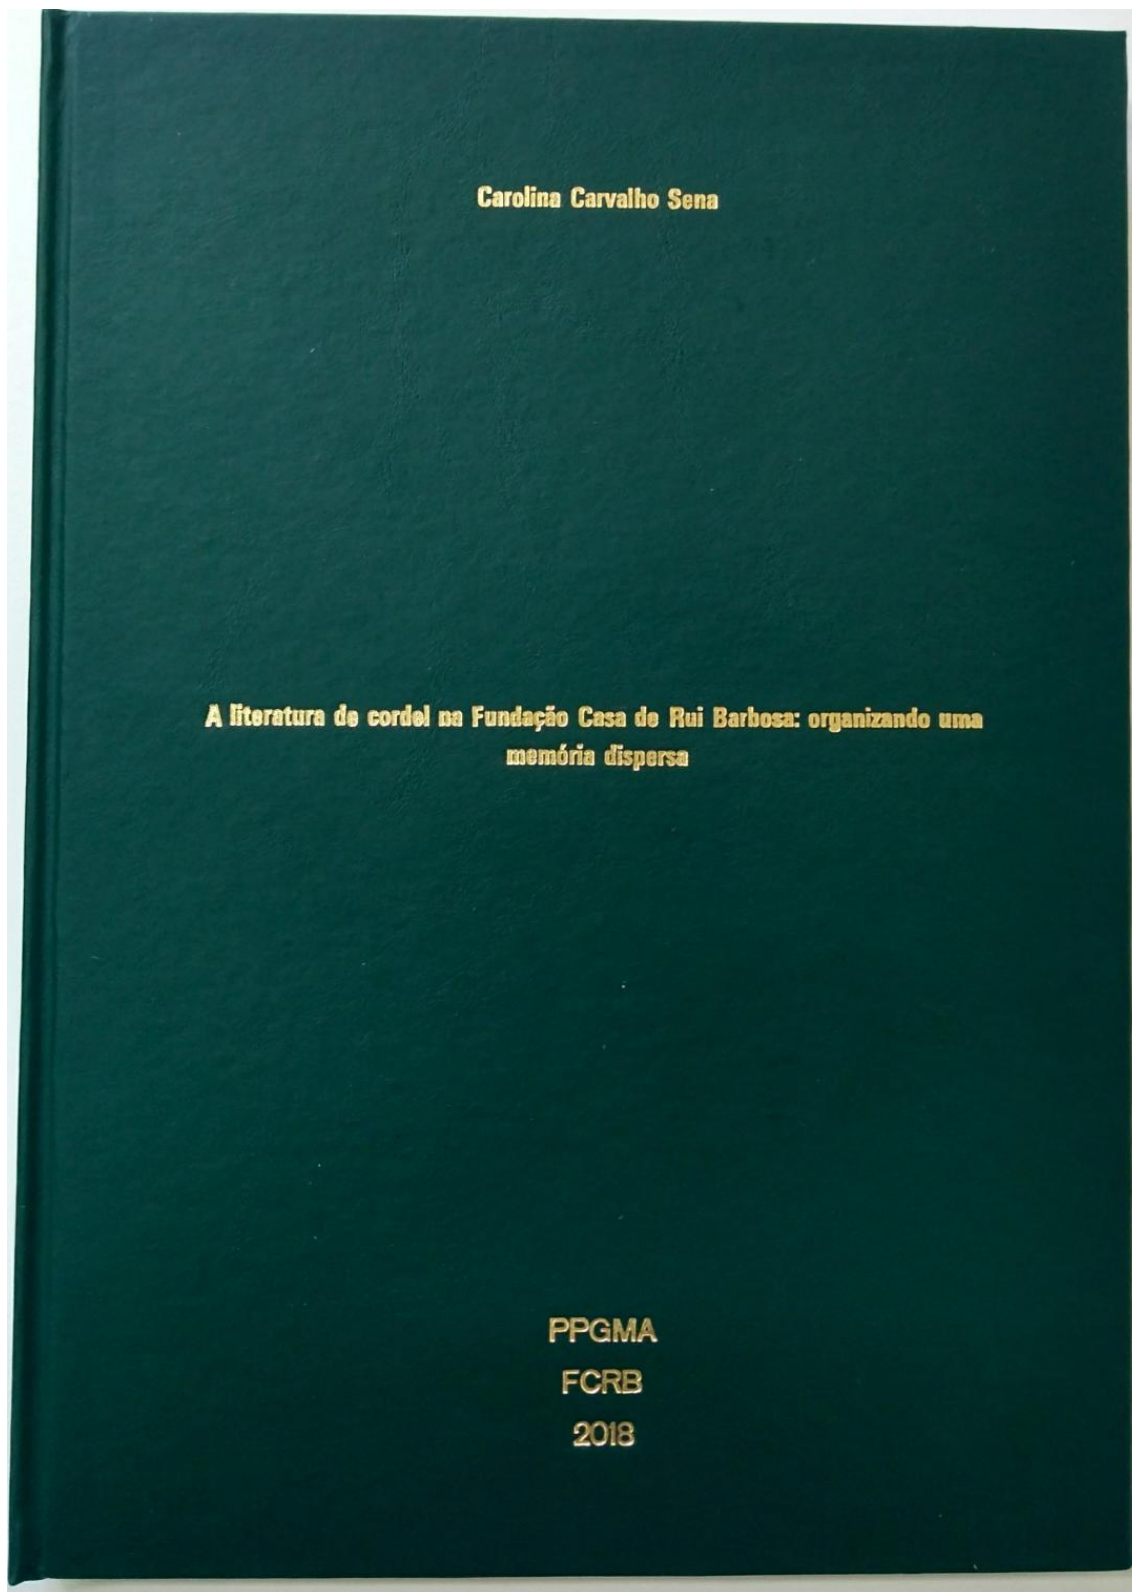 Carolina Carvalho Sena
A literatura de cordel na Fundação Casa de Rui Barbosa: organizando uma
memória dispersa
PPGMA
FCRB
2018